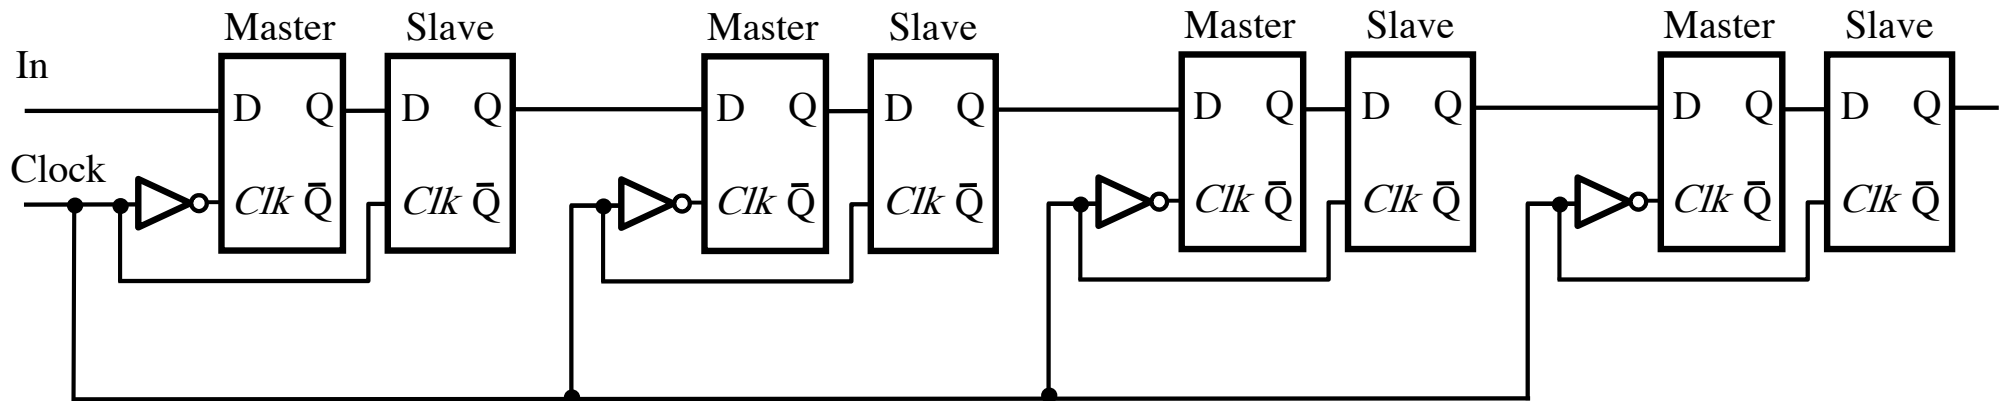 Master Slave Master Slave Master Slave Master Slave
In
D Q D Q D Q D Q D Q D Q D Q D Q
Clock
Clk Q̄ Clk Q̄ Clk Q̄ Clk Q̄ Clk Q̄ Clk Q̄ Clk Q̄ Clk Q̄